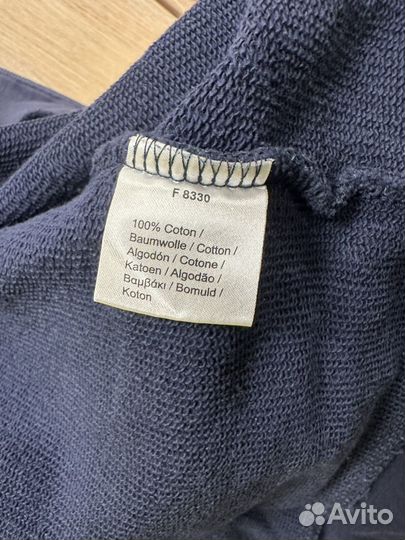 F 8330
100% Coton /
Baumwolle / Cotton /
Algodón / Cotone /
Katoen / Algodão /
Βαμβάκι / Bomuld /
Koton
Avito